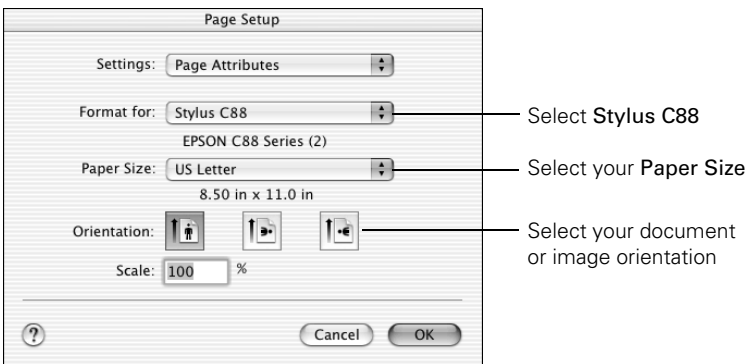 Page Setup
Settings: Page Attributes
Format for: Stylus C88
Select Stylus C88
EPSON C88 Series (2)
Paper Size: US Letter
Select your Paper Size
8.50 in x 11.0 in
Orientation:
Select your document
or image orientation
Scale: 100 %
? Cancel OK